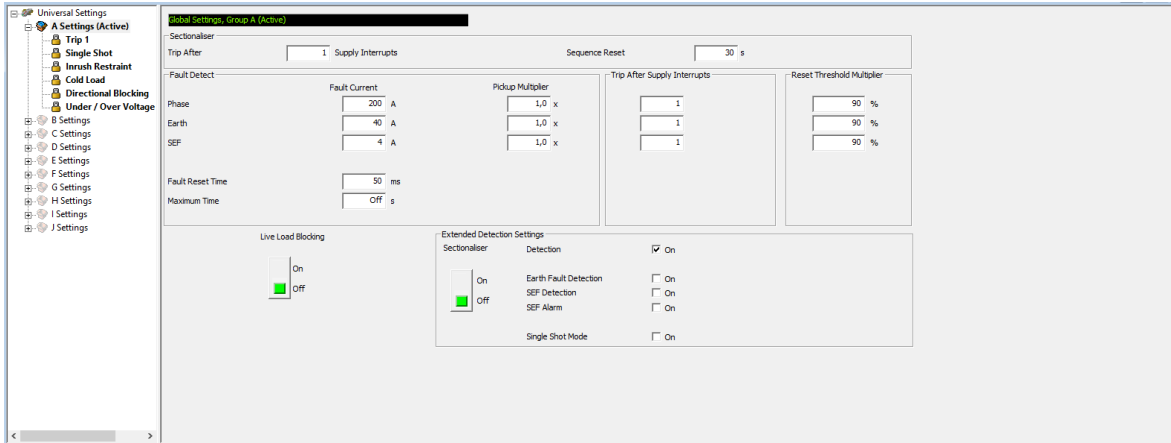 Universal Settings
A Settings (Active)
Trip 1
Single Shot
Inrush Restraint
Cold Load
Directional Blocking
Under / Over Voltage
B Settings
C Settings
D Settings
E Settings
F Settings
G Settings
H Settings
I Settings
J Settings
Global Settings, Group A (Active)
Sectionaliser
Trip After 1 Supply Interrupts Sequence Reset 30 s
Fault Detect Trip After Supply Interrupts Reset Threshold Multiplier
Fault Current Pickup Multiplier
Phase 200 A 1,0 x 1 90 %
Earth 40 A 1,0 x 1 90 %
SEF 4 A 1,0 x 1 90 %
Fault Reset Time 50 ms
Maximum Time Off s
Live Load Blocking
On
Off
Extended Detection Settings
Sectionaliser
On
Off
Detection On
Earth Fault Detection On
SEF Detection On
SEF Alarm On
Single Shot Mode On